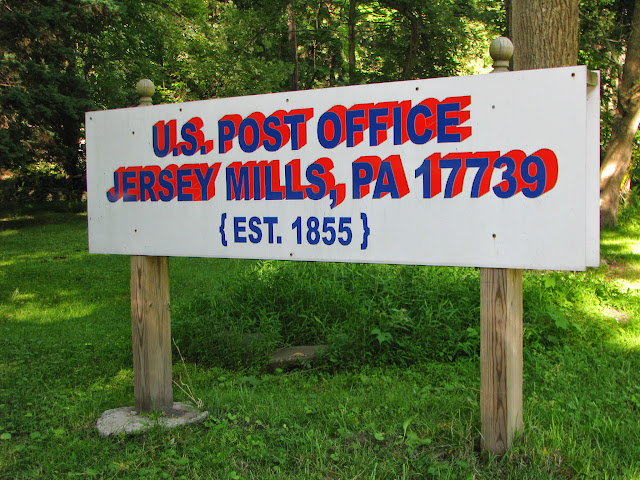 U.S. POST OFFICE
JERSEY MILLS, PA 17739
{EST. 1855}